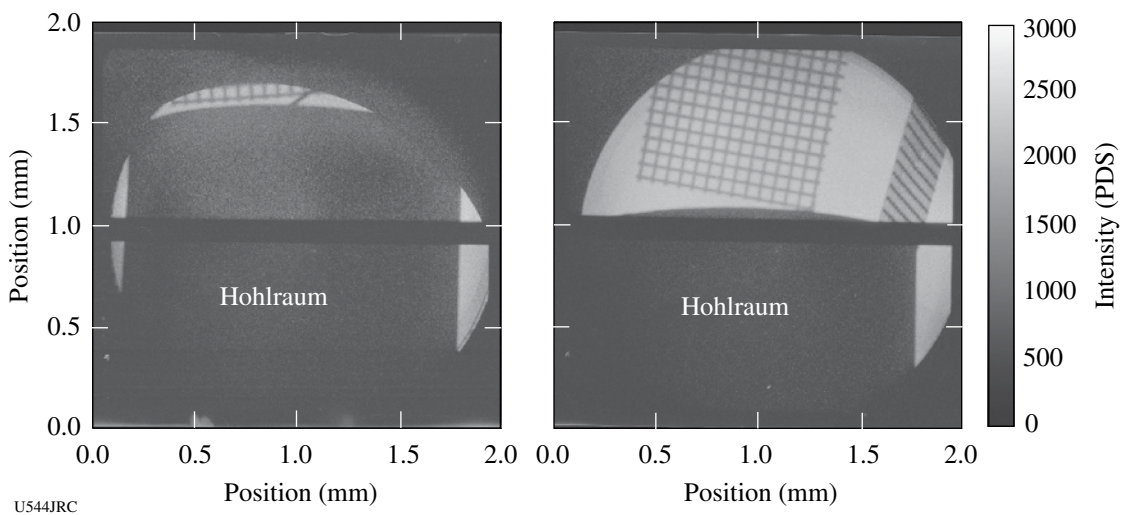 2.0
1.5
1.0
0.5
0.0
Position (mm)
Hohlraum
0.0 0.5 1.0 1.5 2.0
Position (mm)
Hohlraum
0.0 0.5 1.0 1.5 2.0
Position (mm)
3000
2500
2000
1500
1000
500
0
Intensity (PDS)
U544JRC